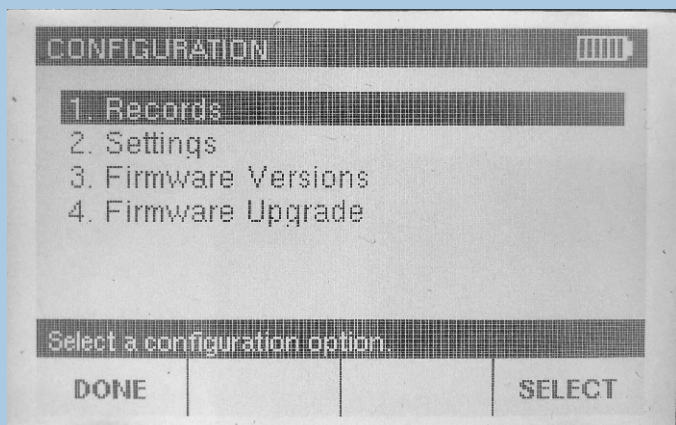 CONFIGURATION
1. Records
2. Settings
3. Firmware Versions
4. Firmware Upgrade
Select a configuration option.
DONE SELECT